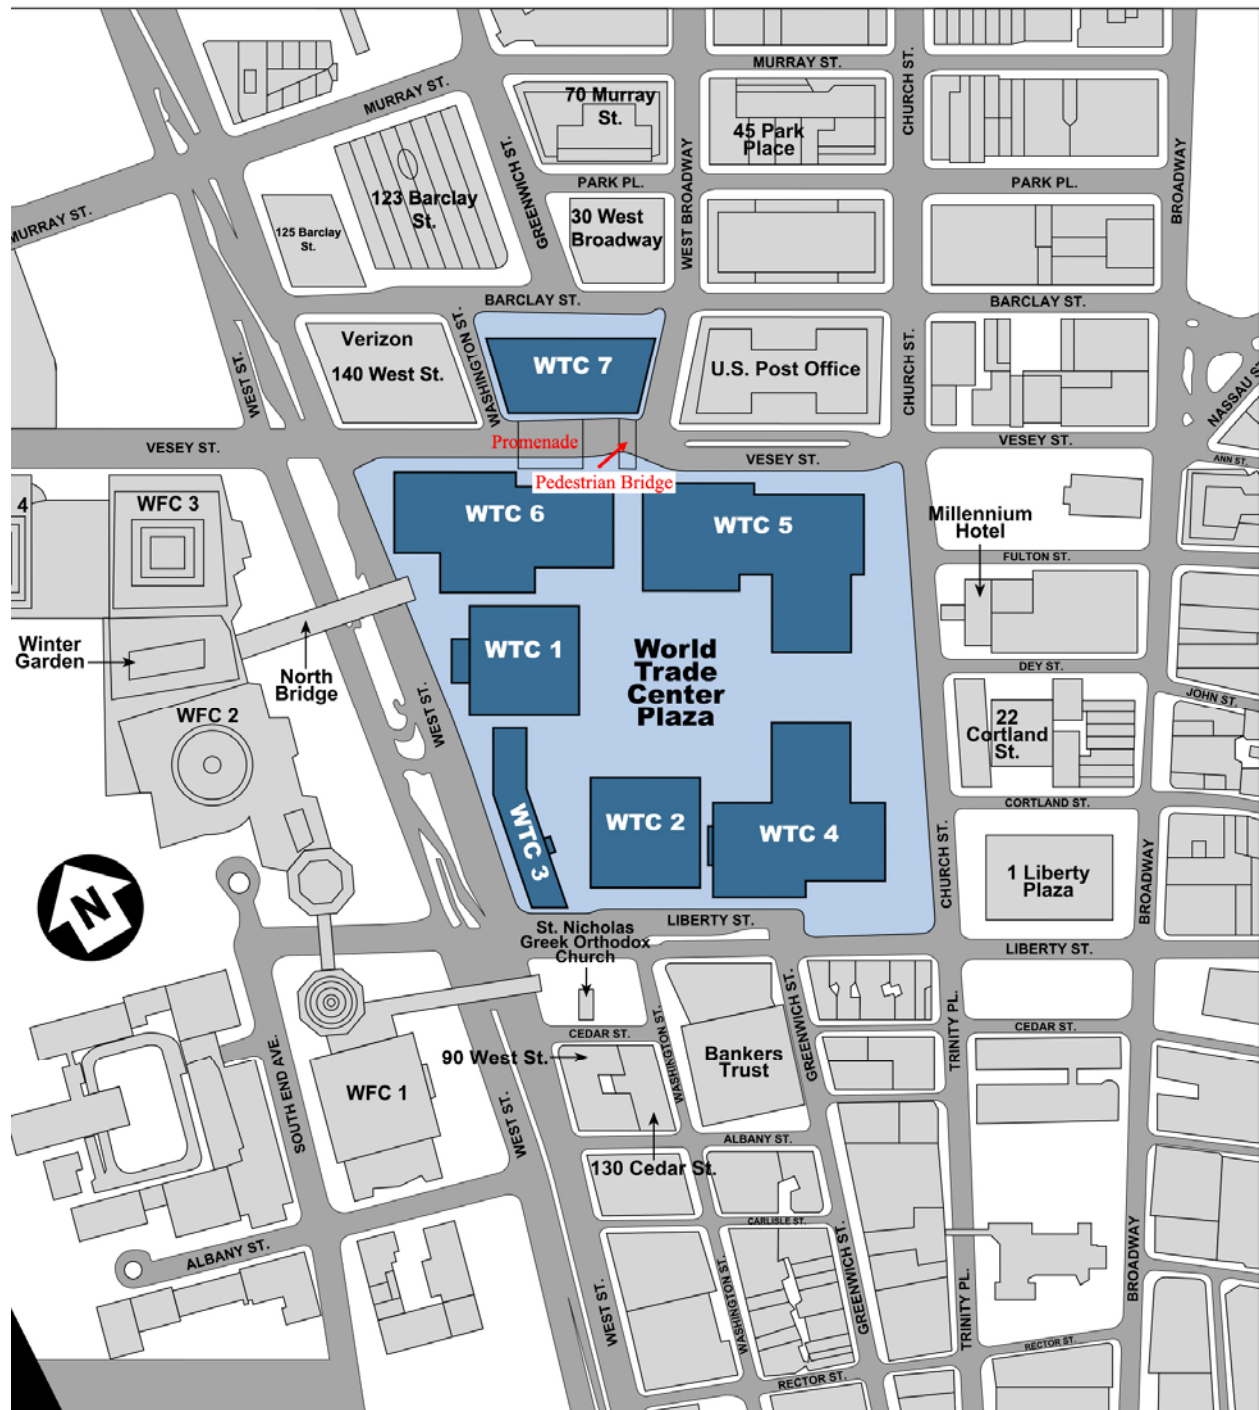 MURRAY ST.
MURRAY ST.
MURRAY ST.
70 Murray
St.
45 Park
Place
CHURCH ST.
GREENWICH ST.
WEST BROADWAY
BROADWAY
PARK PL.
PARK PL.
123 Barclay
St.
125 Barclay
St.
30 West
Broadway
BARCLAY ST.
BARCLAY ST.
WASHINGTON ST.
Verizon
140 West St.
WTC 7
U.S. Post Office
CHURCH ST.
WEST ST.
NASSAU ST.
VESEY ST.
VESEY ST.
VESEY ST.
ANN ST.
Promenade
Pedestrian Bridge
4
WFC 3
WTC 6
WTC 5
Millennium
Hotel
FULTON ST.
Winter
Garden
North
Bridge
WTC 1
World
Trade
Center
Plaza
DEY ST.
JOHN ST.
WFC 2
WEST ST.
22
Cortland
St.
CORTLAND ST.
WTC 3
WTC 2
WTC 4
CHURCH ST.
1 Liberty
Plaza
BROADWAY
N
LIBERTY ST.
LIBERTY ST.
St. Nicholas
Greek Orthodox
Church
CEDAR ST.
CEDAR ST.
WASHINGTON ST.
GREENWICH ST.
TRINITY PL.
90 West St.
Bankers
Trust
SOUTH END AVE.
WFC 1
WEST ST.
ALBANY ST.
130 Cedar St.
CARLISLE ST.
ALBANY ST.
WEST ST.
WASHINGTON ST.
GREENWICH ST.
TRINITY PL.
BROADWAY
RECTOR ST.
RECTOR ST.